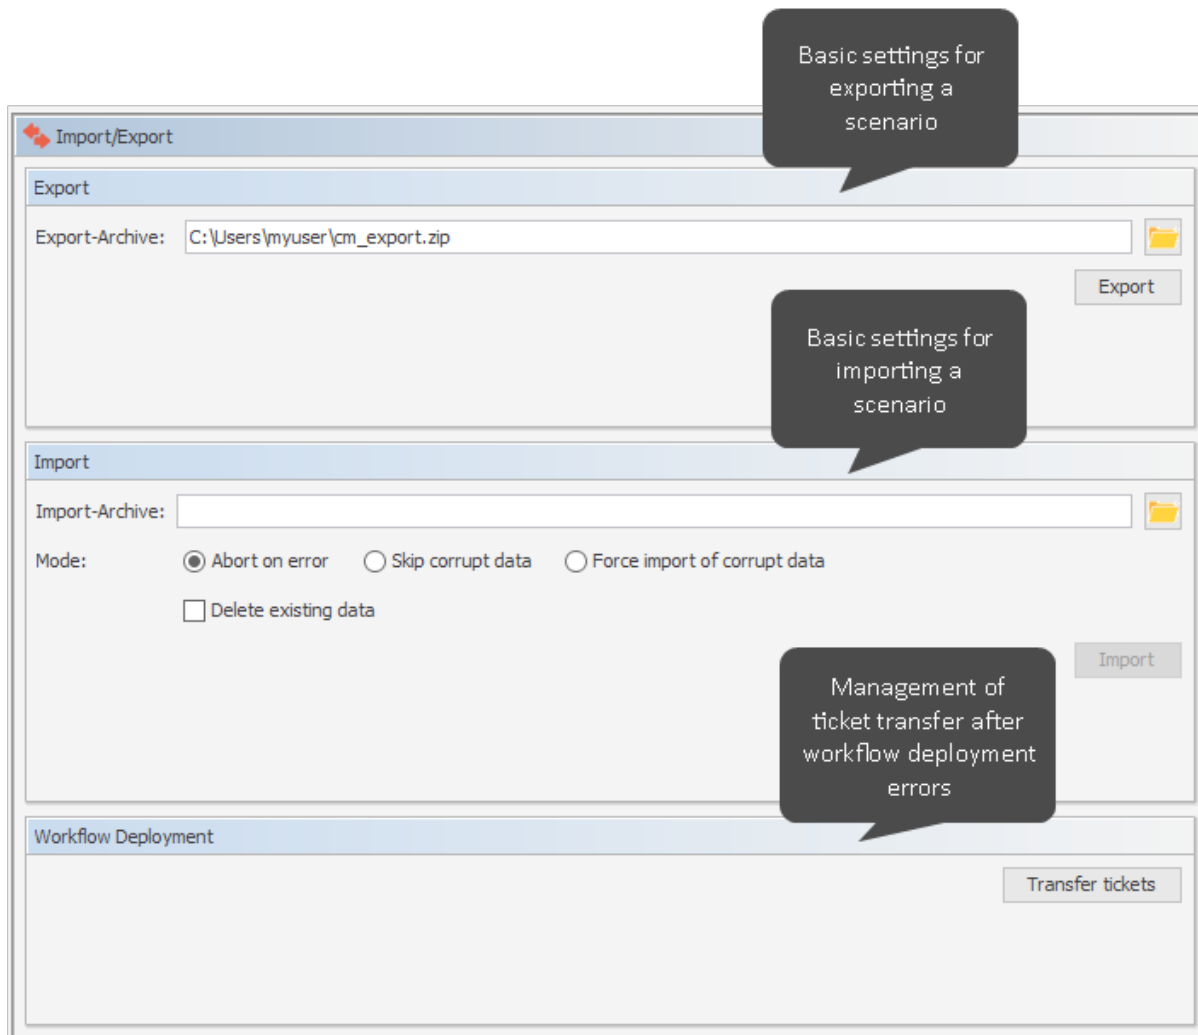 Basic settings for
exporting a
scenario
Import/Export
Export
Export-Archive: C:\Users\myuser\cm_export.zip
Export
Basic settings for
importing a
scenario
Import
Import-Archive:
Mode: Abort on error Skip corrupt data Force import of corrupt data
Delete existing data
Import
Management of
ticket transfer after
workflow deployment
errors
Workflow Deployment
Transfer tickets